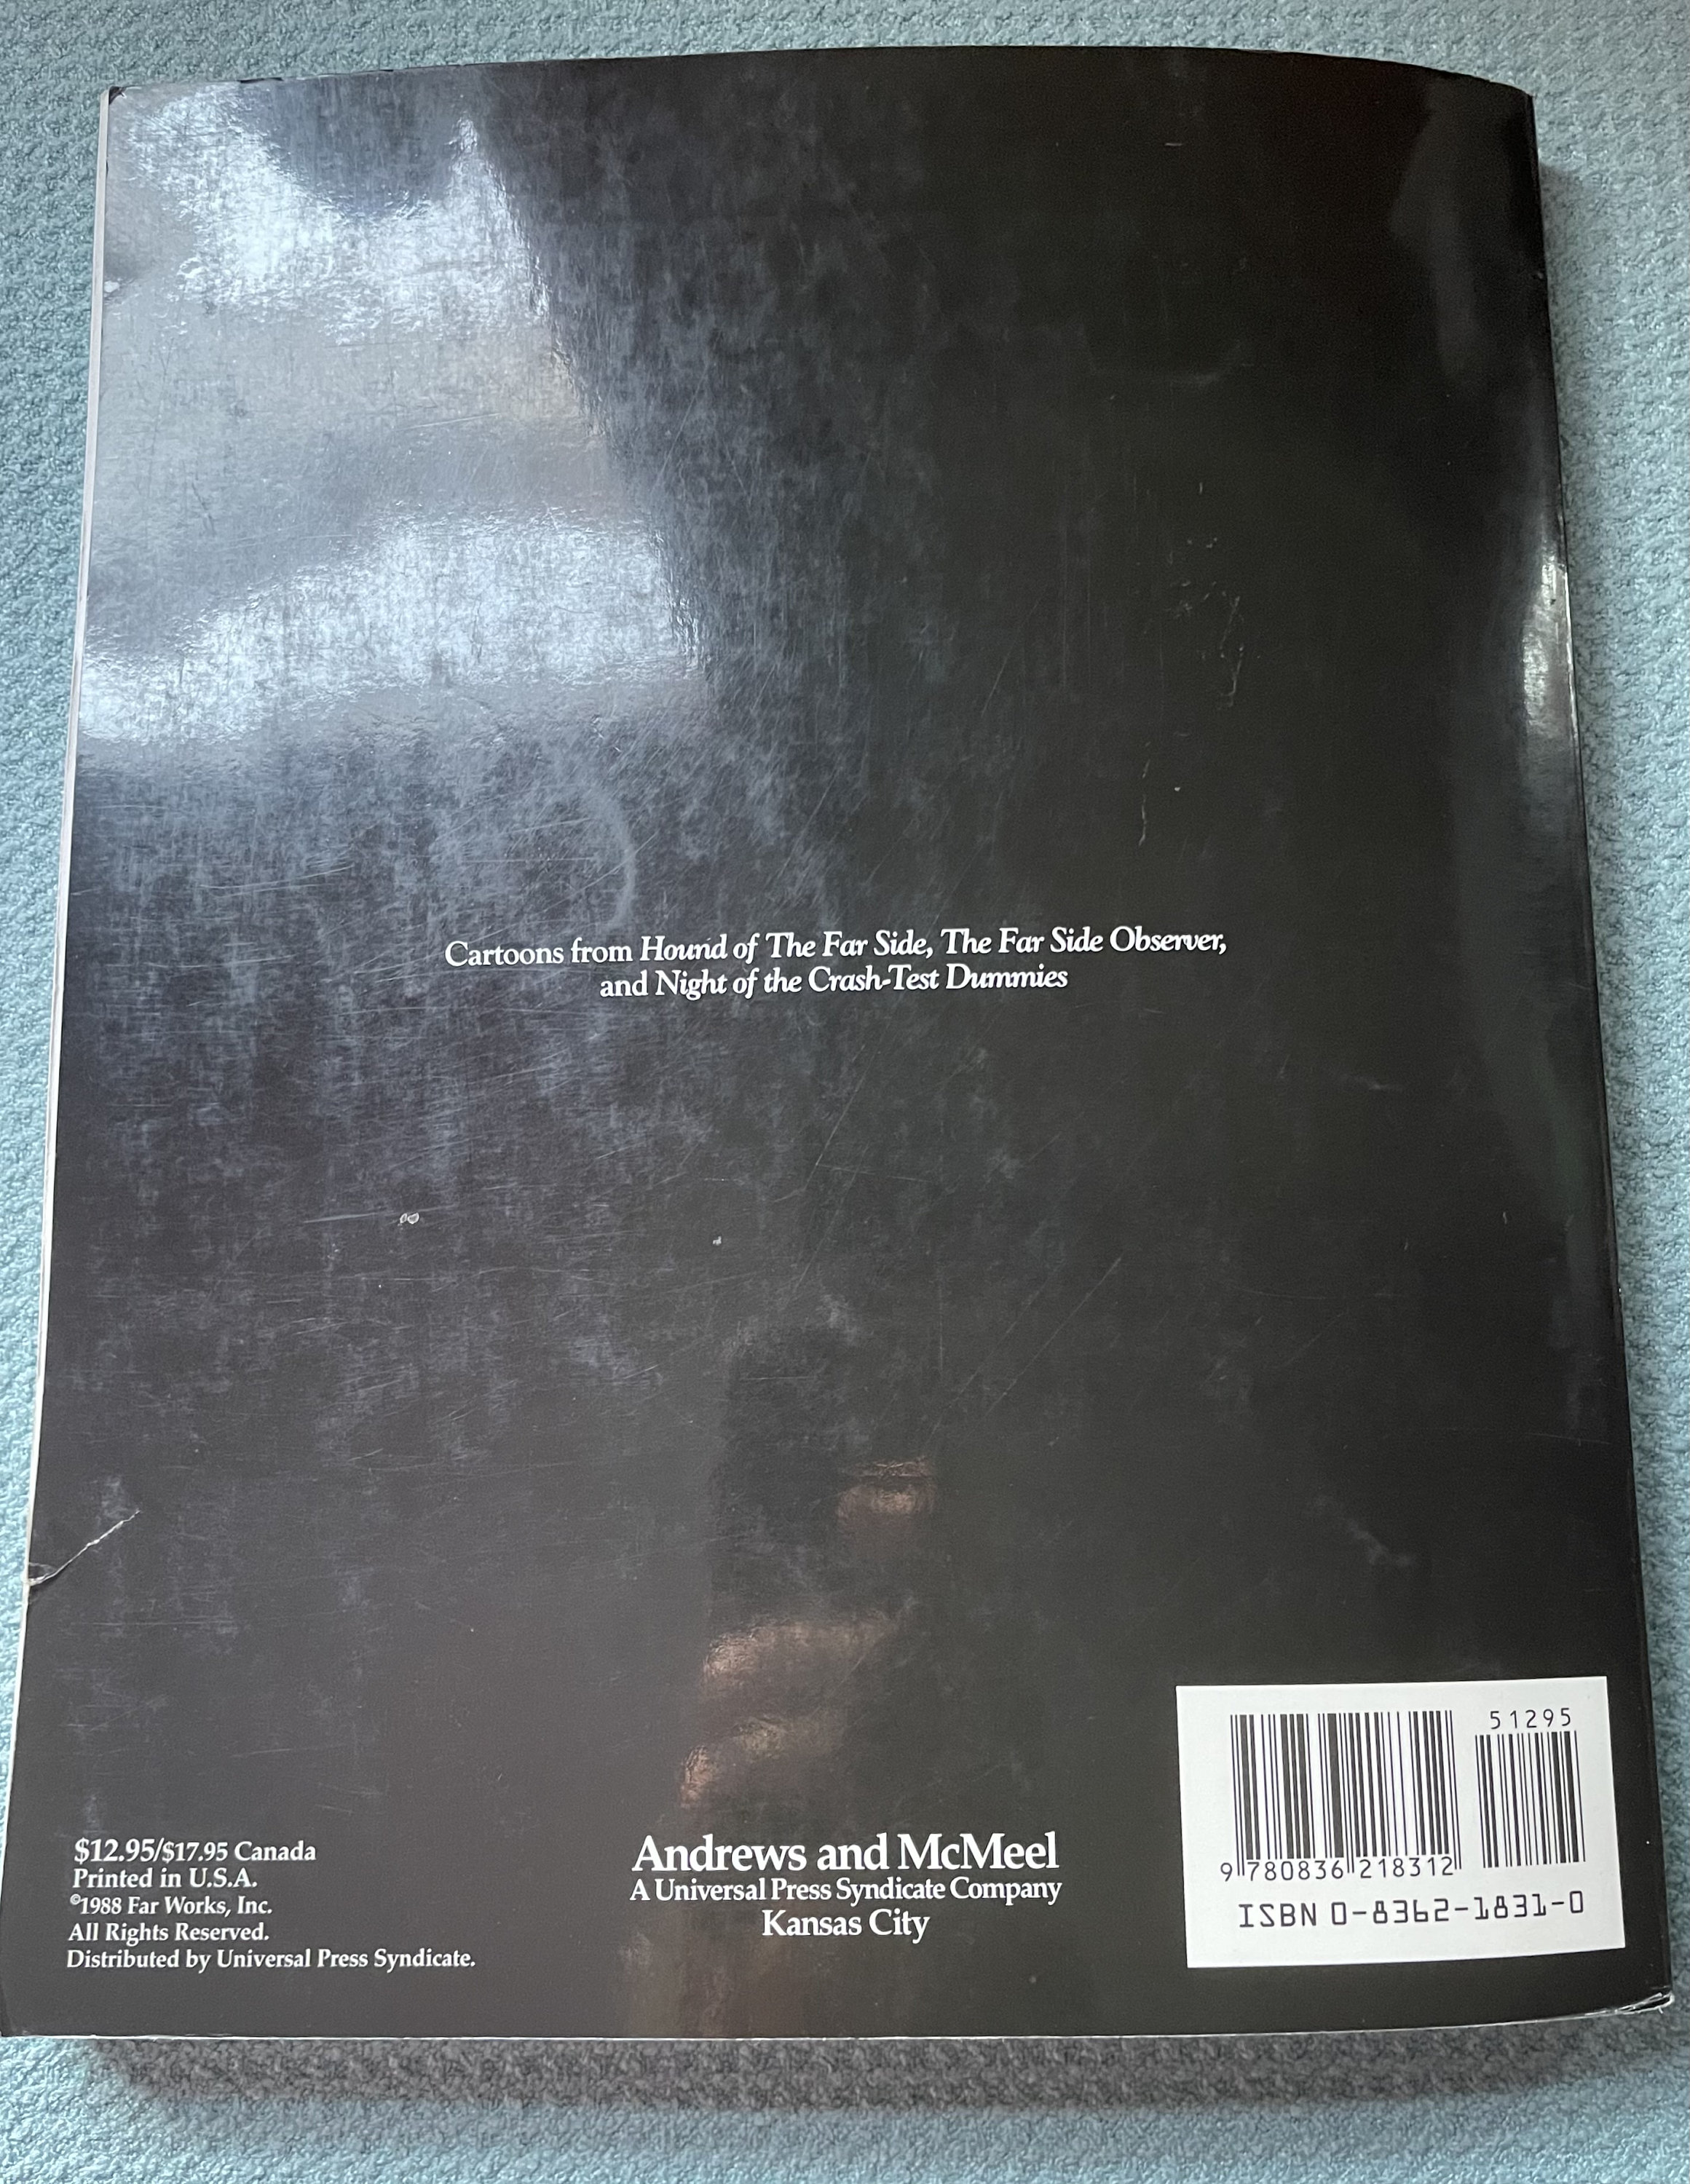 Cartoons from Hound of The Far Side, The Far Side Observer,
and Night of the Crash-Test Dummies
$12.95/$17.95 Canada
Printed in U.S.A.
©1988 Far Works, Inc.
All Rights Reserved.
Distributed by Universal Press Syndicate.
Andrews and McMeel
A Universal Press Syndicate Company
Kansas City
51295
9 780836 218312
ISBN 0-8362-1831-0